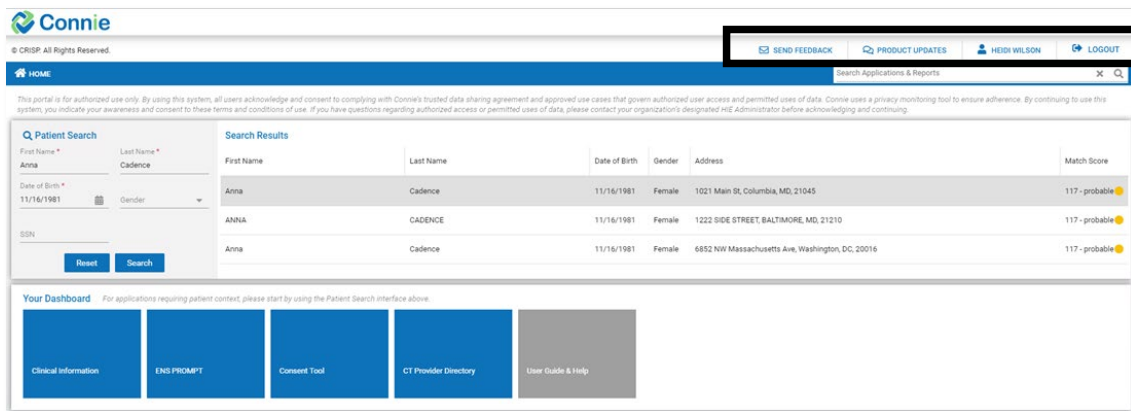 Connie
© CRISP. All Rights Reserved.
SEND FEEDBACK PRODUCT UPDATES HEIDI WILSON LOGOUT
HOME
Search Applications & Reports
This portal is for authorized use only. By using this system, all users acknowledge and consent to complying with Connie's trusted data sharing agreement and approved use cases that govern authorized user access and permitted uses of data. Connie uses a privacy monitoring tool to ensure adherence. By continuing to use this
system, you indicate your awareness and consent to these terms and conditions of use. If you have questions regarding authorized access or permitted uses of data, please contact your organization's designated HIE Administrator before acknowledging and continuing.
Patient Search
First Name * Last Name *
Anna Cadence
Date of Birth *
11/16/1981 Gender
SSN
Reset Search
Search Results
First Name Last Name Date of Birth Gender Address Match Score
Anna Cadence 11/16/1981 Female 1021 Main St, Columbia, MD, 21045 117 - probable
ANNA CADENCE 11/16/1981 Female 1222 SIDE STREET, BALTIMORE, MD, 21210 117 - probable
Anna Cadence 11/16/1981 Female 6852 NW Massachusetts Ave, Washington, DC, 20016 117 - probable
Your Dashboard For applications requiring patient context, please start by using the Patient Search interface above.
Clinical Information ENS PROMPT Consent Tool CT Provider Directory User Guide & Help